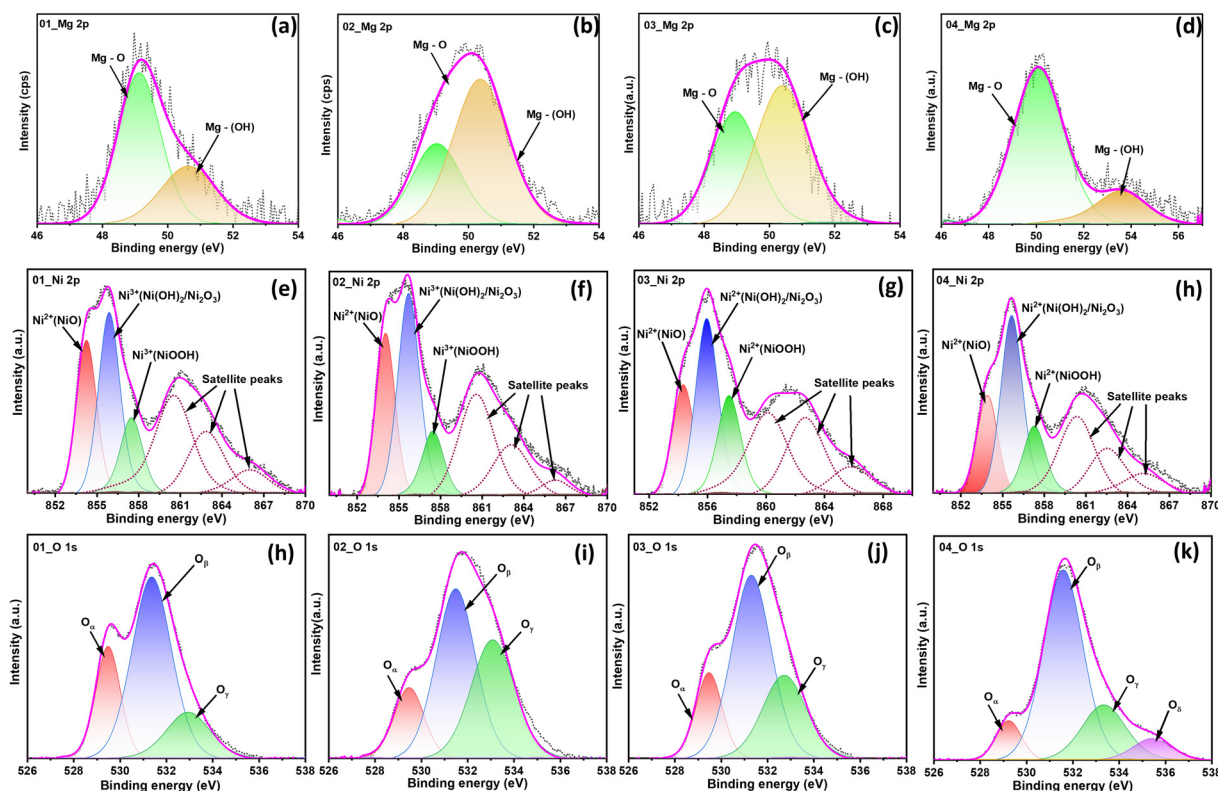 01_Mg 2p
(a)
Mg - O
Mg - (OH)
Intensity (cps)
46 48 50 52 54
Binding energy (eV)
02_Mg 2p
(b)
Mg - O
Mg - (OH)
Intensity (cps)
46 48 50 52 54
Binding energy (eV)
03_Mg 2p
(c)
Mg - O
Mg - (OH)
Intensity(a.u.)
46 48 50 52 54
Binding energy (eV)
04_Mg 2p
(d)
Mg - O
Mg - (OH)
Intensity (a.u.)
46 48 50 52 54 56
Binding energy (eV)
01_Ni 2p
(e)
Ni³⁺(Ni(OH)₂/Ni₂O₃)
Ni²⁺(NiO)
Ni³⁺(NiOOH)
Satellite peaks
Intensity (a.u.)
852 855 858 861 864 867 870
Binding energy (eV)
02_Ni 2p
(f)
Ni³⁺(Ni(OH)₂/Ni₂O₃)
Ni²⁺(NiO)
Ni³⁺(NiOOH)
Satellite peaks
Intensity (a.u.)
852 855 858 861 864 867 870
Binding energy (eV)
03_Ni 2p
(g)
Ni²⁺(Ni(OH)₂/Ni₂O₃)
Ni²⁺(NiO)
Ni²⁺(NiOOH)
Satellite peaks
Intensity (a.u.)
852 856 860 864 868
Binding energy (eV)
04_Ni 2p
(h)
Ni²⁺(Ni(OH)₂/Ni₂O₃)
Ni²⁺(NiO)
Ni²⁺(NiOOH)
Satellite peaks
Intensity (a.u.)
852 855 858 861 864 867 870
Binding energy (eV)
01_O 1s
(h)
Oβ
Oα
Oγ
Intensity (a.u.)
526 528 530 532 534 536 538
Binding energy (eV)
02_O 1s
(i)
Oβ
Oγ
Oα
Intensity(a.u.)
526 528 530 532 534 536 538
Binding energy (eV)
03_O 1s
(j)
Oβ
Oγ
Oα
Intensity(a.u.)
526 528 530 532 534 536 538
Binding energy (eV)
04_O 1s
(k)
Oβ
Oγ
Oα
Oδ
Intensity (a.u.)
526 528 530 532 534 536 538
Binding energy (eV)